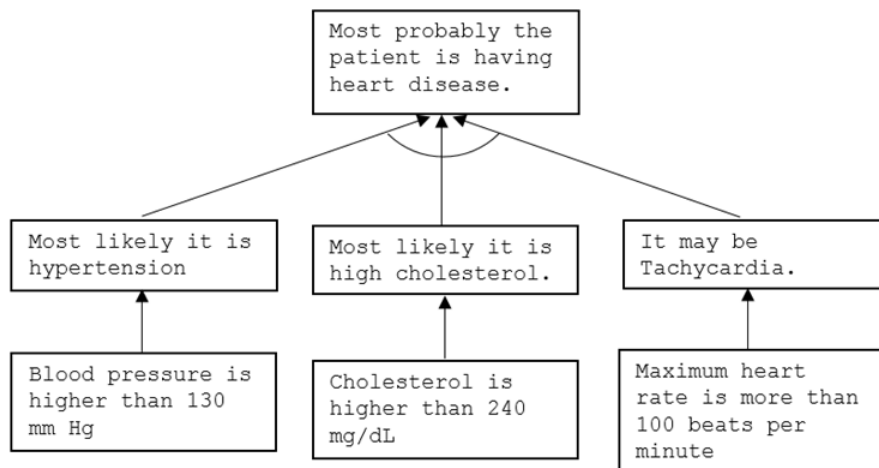 Most probably the
patient is having
heart disease.
Most likely it is
hypertension
Most likely it is
high cholesterol.
It may be
Tachycardia.
Blood pressure is
higher than 130
mm Hg
Cholesterol is
higher than 240
mg/dL
Maximum heart
rate is more than
100 beats per
minute